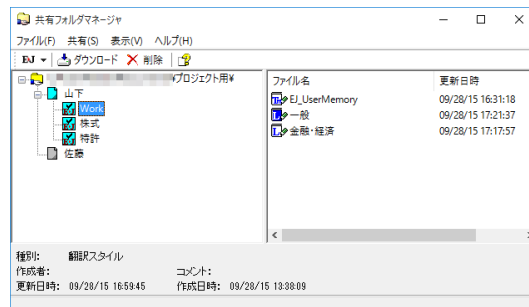 共有フォルダマネージャ
ファイル(F) 共有(S) 表示(V) ヘルプ(H)
EJ ダウンロード 削除
¥プロジェクト用¥
山下
Work
株式
特許
佐藤
ファイル名 更新日時
EJ_UserMemory 09/28/15 16:31:18
一般 09/28/15 17:21:37
金融・経済 09/28/15 17:17:57
種別: 翻訳スタイル
作成者: コメント:
更新日時: 09/28/15 16:59:45 作成日時: 09/28/15 13:38:09